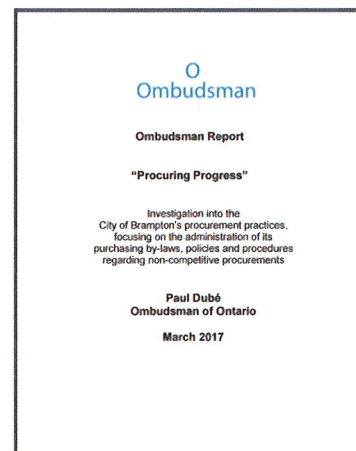 O
Ombudsman
Ombudsman Report
“Procuring Progress”
Investigation into the
City of Brampton's procurement practices,
focusing on the administration of its
purchasing by-laws, policies and procedures
regarding non-competitive procurements
Paul Dubé
Ombudsman of Ontario
March 2017